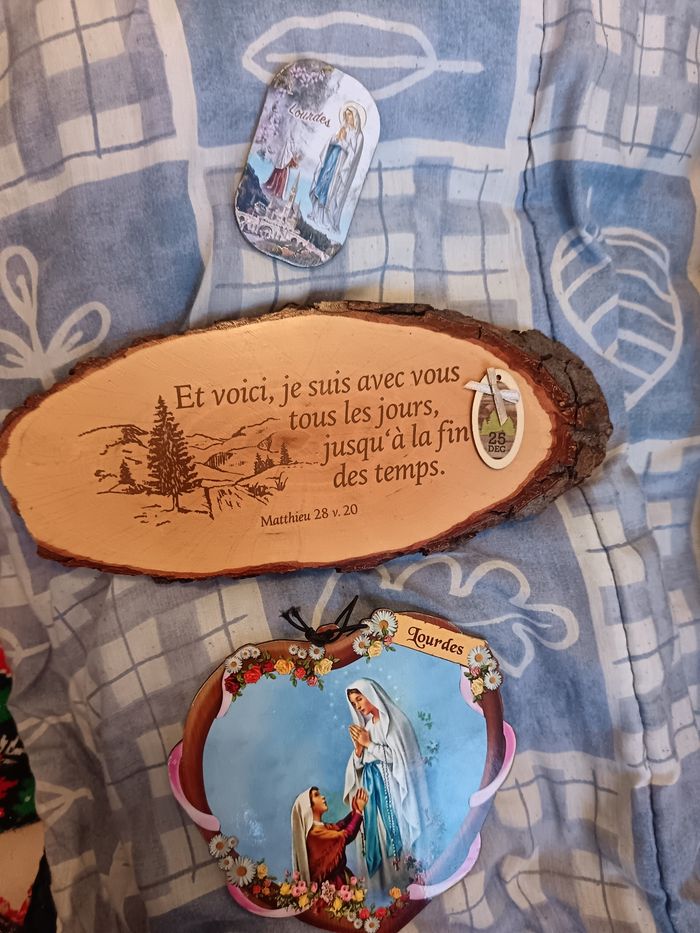 Lourdes
Et voici, je suis avec vous
tous les jours,
jusqu'à la fin
des temps.
Matthieu 28 v. 20
25
DEC
Lourdes